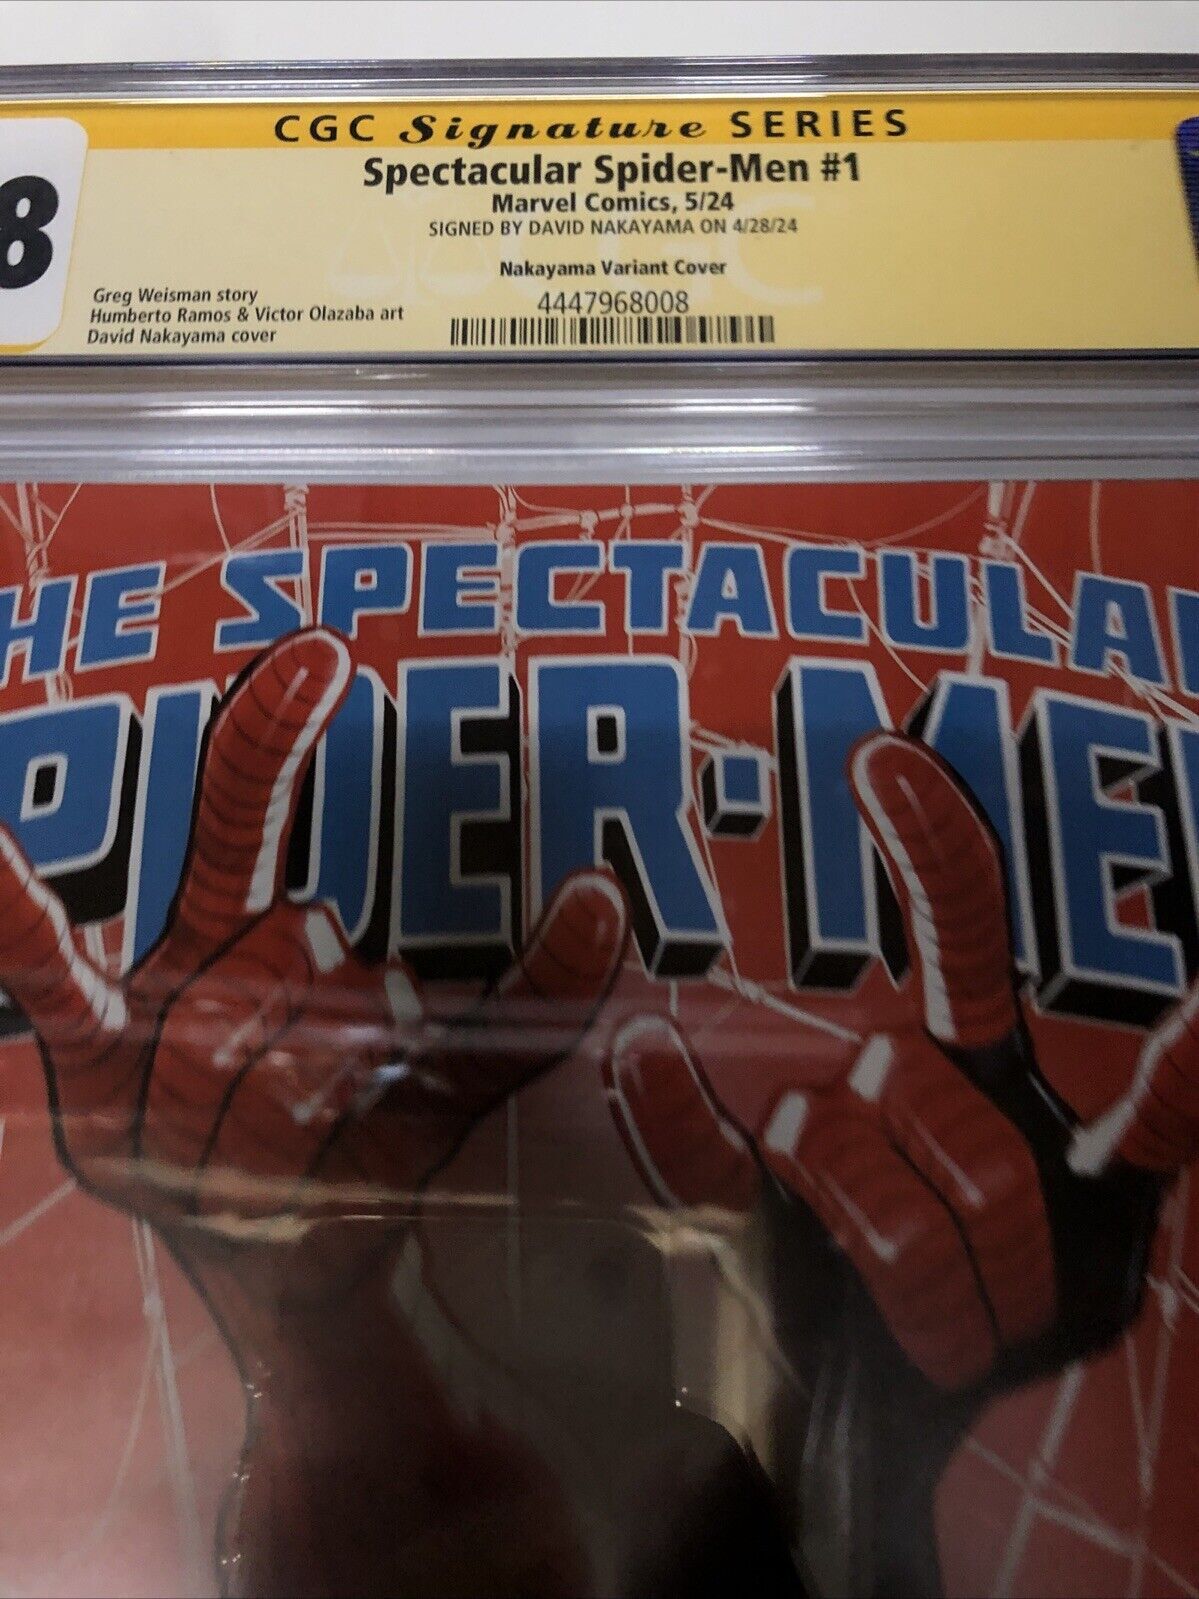 CGC Signature SERIES
Spectacular Spider-Men #1
Marvel Comics, 5/24
SIGNED BY DAVID NAKAYAMA ON 4/28/24
Nakayama Variant Cover
8
Greg Weisman story
Humberto Ramos & Victor Olazaba art
David Nakayama cover
4447968008
CGC
HE SPECTACULA
PIDER-ME